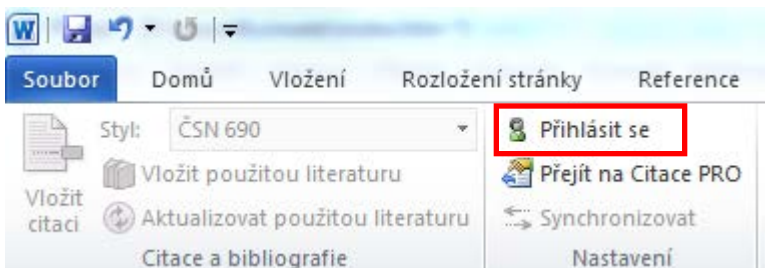 Soubor Domů Vložení Rozložení stránky Reference
Styl: ČSN 690
Vložit použitou literaturu
Aktualizovat použitou literaturu
Vložit
citaci
Citace a bibliografie
Přihlásit se
Přejít na Citace PRO
Synchronizovat
Nastavení